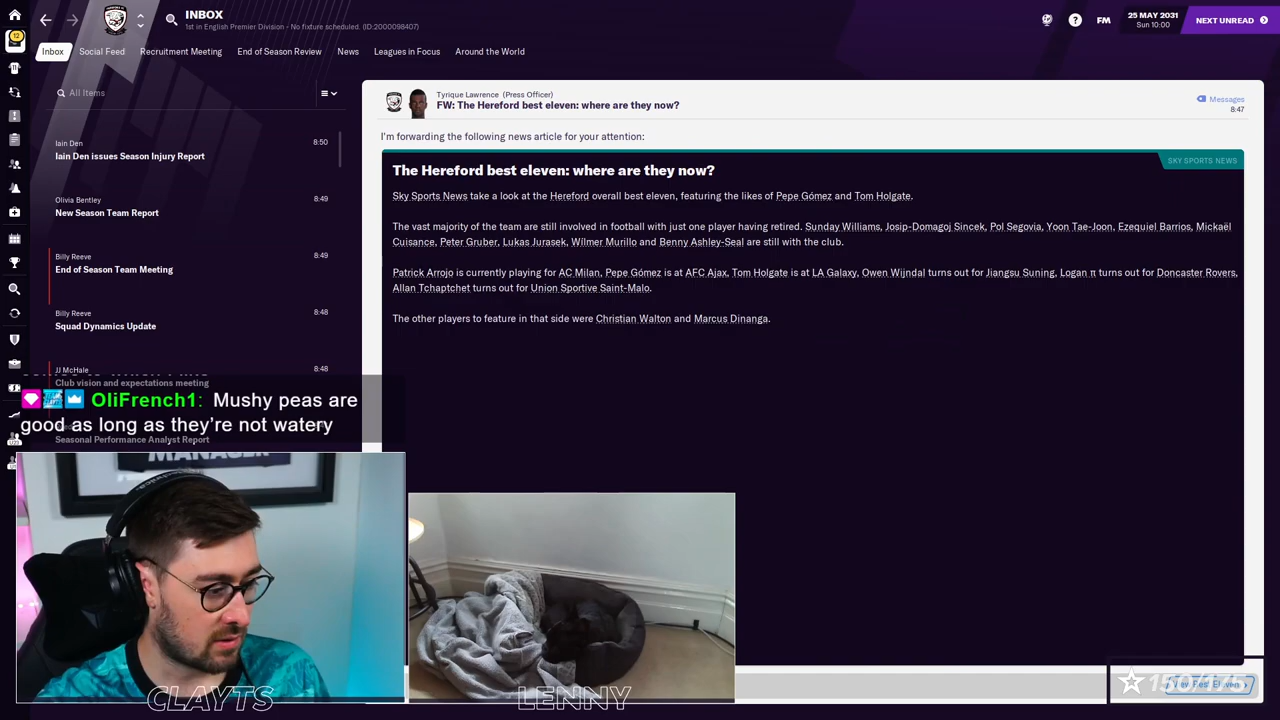 INBOX
1st in English Premier Division - No fixture scheduled. (ID:2000098407)
FM
25 MAY 2031
Sun 10:00
NEXT UNREAD
12
Inbox
Social Feed
Recruitment Meeting
End of Season Review
News
Leagues in Focus
Around the World
All Items
Iain Den
8:50
Iain Den issues Season Injury Report
Olivia Bentley
8:49
New Season Team Report
Billy Reeve
8:49
End of Season Team Meeting
Billy Reeve
8:48
Squad Dynamics Update
JJ McHale
8:48
Club vision and expectations meeting
Seasonal Performance Analyst Report
OliFrench1: Mushy peas are
good as long as they're not watery
Tyrique Lawrence (Press Officer)
FW: The Hereford best eleven: where are they now?
Messages
8:47
I'm forwarding the following news article for your attention:
SKY SPORTS NEWS
The Hereford best eleven: where are they now?
Sky Sports News take a look at the Hereford overall best eleven, featuring the likes of Pepe Gómez and Tom Holgate.
The vast majority of the team are still involved in football with just one player having retired. Sunday Williams, Josip-Domagoj Sincek, Pol Segovia, Yoon Tae-Joon, Ezequiel Barrios, Mickaël
Cuisance, Peter Gruber, Lukas Jurasek, Wilmer Murillo and Benny Ashley-Seal are still with the club.
Patrick Arrojo is currently playing for AC Milan, Pepe Gómez is at AFC Ajax, Tom Holgate is at LA Galaxy, Owen Wijndal turns out for Jiangsu Suning, Logan π turns out for Doncaster Rovers,
Allan Tchaptchet turns out for Union Sportive Saint-Malo.
The other players to feature in that side were Christian Walton and Marcus Dinanga.
MANAGER
CLAYTS
LENNY
150/175
View Best Eleven